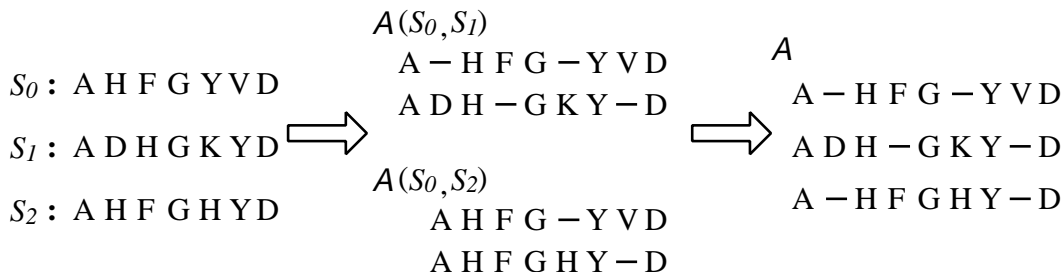 S0 : A H F G Y V D
S1 : A D H G K Y D
S2 : A H F G H Y D
A(S0,S1)
A – H F G – Y V D
A D H – G K Y – D
A(S0,S2)
A H F G – Y V D
A H F G H Y – D
A
A – H F G – Y V D
A D H – G K Y – D
A – H F G H Y – D